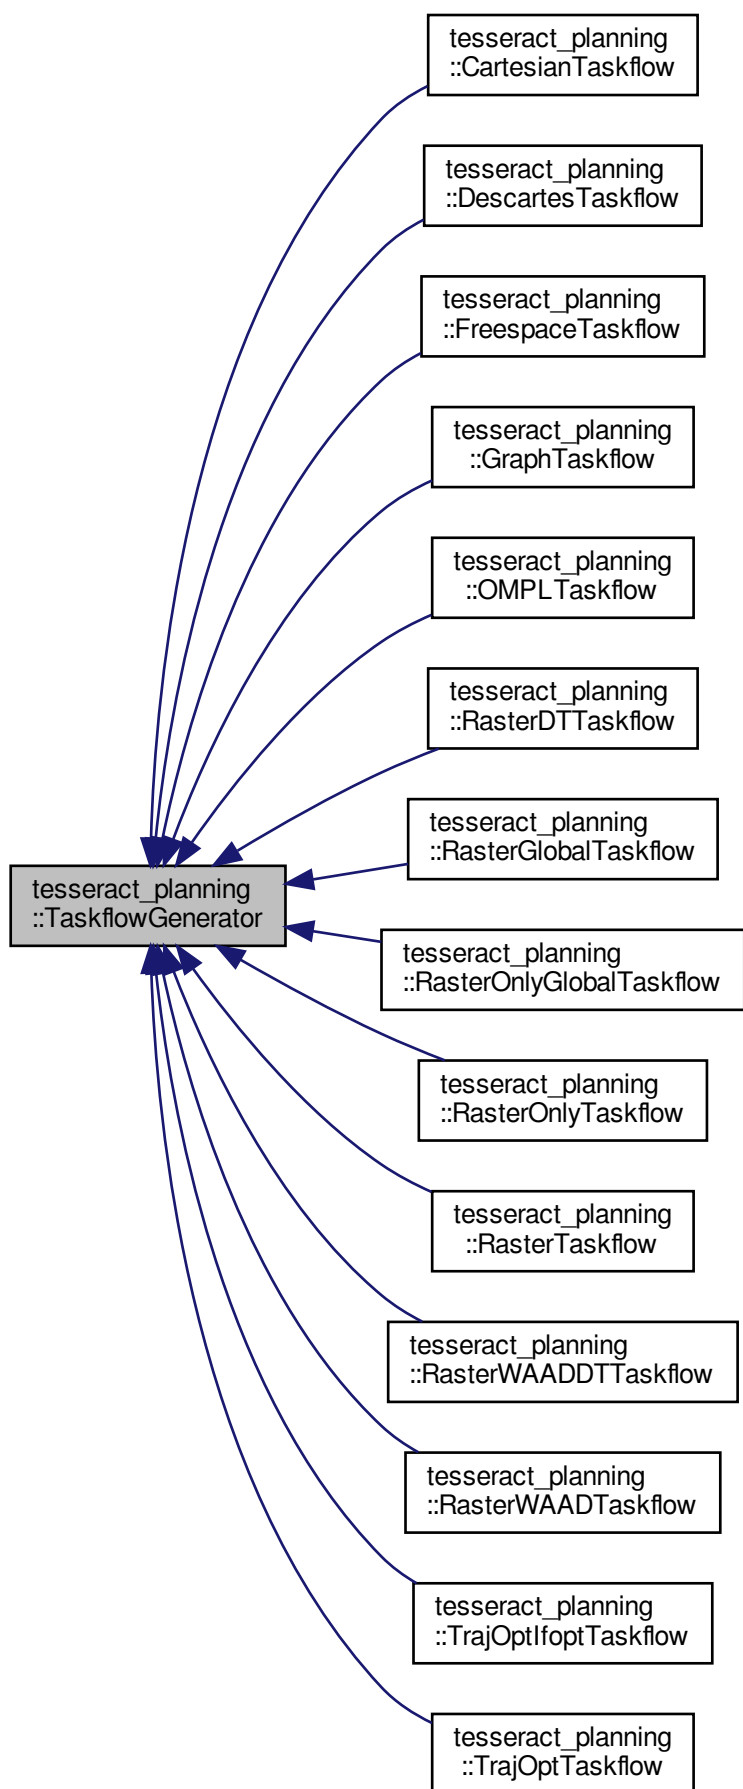 tesseract_planning
::CartesianTaskflow
tesseract_planning
::DescartesTaskflow
tesseract_planning
::FreespaceTaskflow
tesseract_planning
::GraphTaskflow
tesseract_planning
::OMPLTaskflow
tesseract_planning
::RasterDTTaskflow
tesseract_planning
::RasterGlobalTaskflow
tesseract_planning
::TaskflowGenerator
tesseract_planning
::RasterOnlyGlobalTaskflow
tesseract_planning
::RasterOnlyTaskflow
tesseract_planning
::RasterTaskflow
tesseract_planning
::RasterWAADDTTaskflow
tesseract_planning
::RasterWAADTaskflow
tesseract_planning
::TrajOptIfoptTaskflow
tesseract_planning
::TrajOptTaskflow